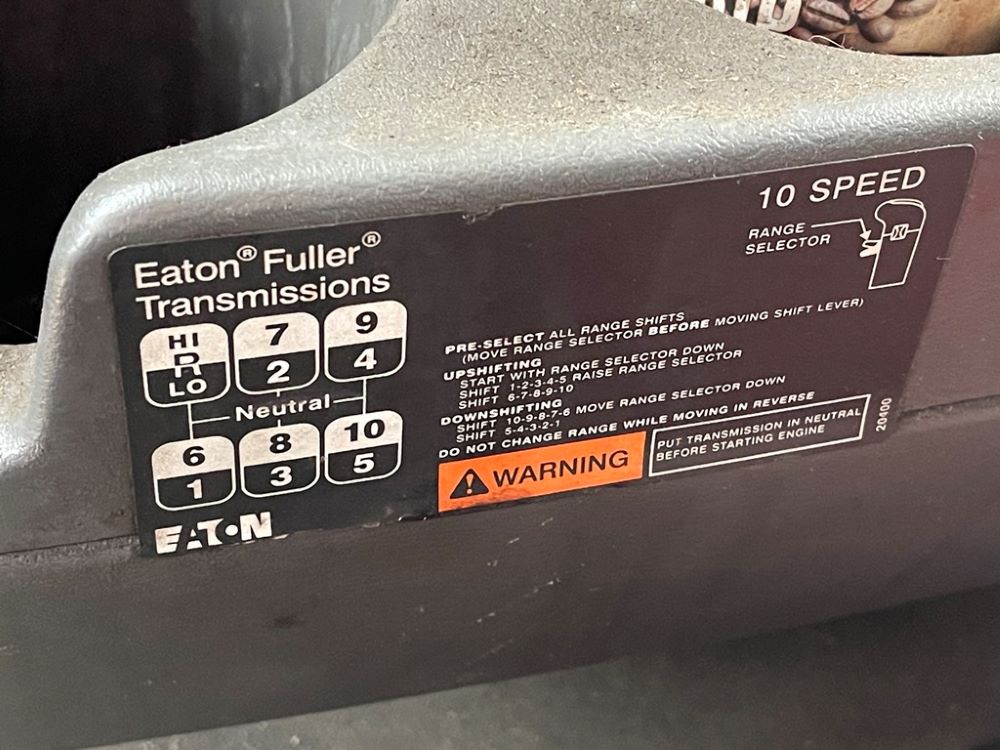 10 SPEED
RANGE
SELECTOR
Eaton® Fuller®
Transmissions
HI
R
LO
7
2
9
4
Neutral
6
1
8
3
10
5
EATON
PRE-SELECT ALL RANGE SHIFTS
(MOVE RANGE SELECTOR BEFORE MOVING SHIFT LEVER)
UPSHIFTING
START WITH RANGE SELECTOR DOWN
SHIFT 1-2-3-4-5 RAISE RANGE SELECTOR
SHIFT 6-7-8-9-10
DOWNSHIFTING
SHIFT 10-9-8-7-6 MOVE RANGE SELECTOR DOWN
SHIFT 5-4-3-2-1
DO NOT CHANGE RANGE WHILE MOVING IN REVERSE
WARNING
PUT TRANSMISSION IN NEUTRAL
BEFORE STARTING ENGINE
20400